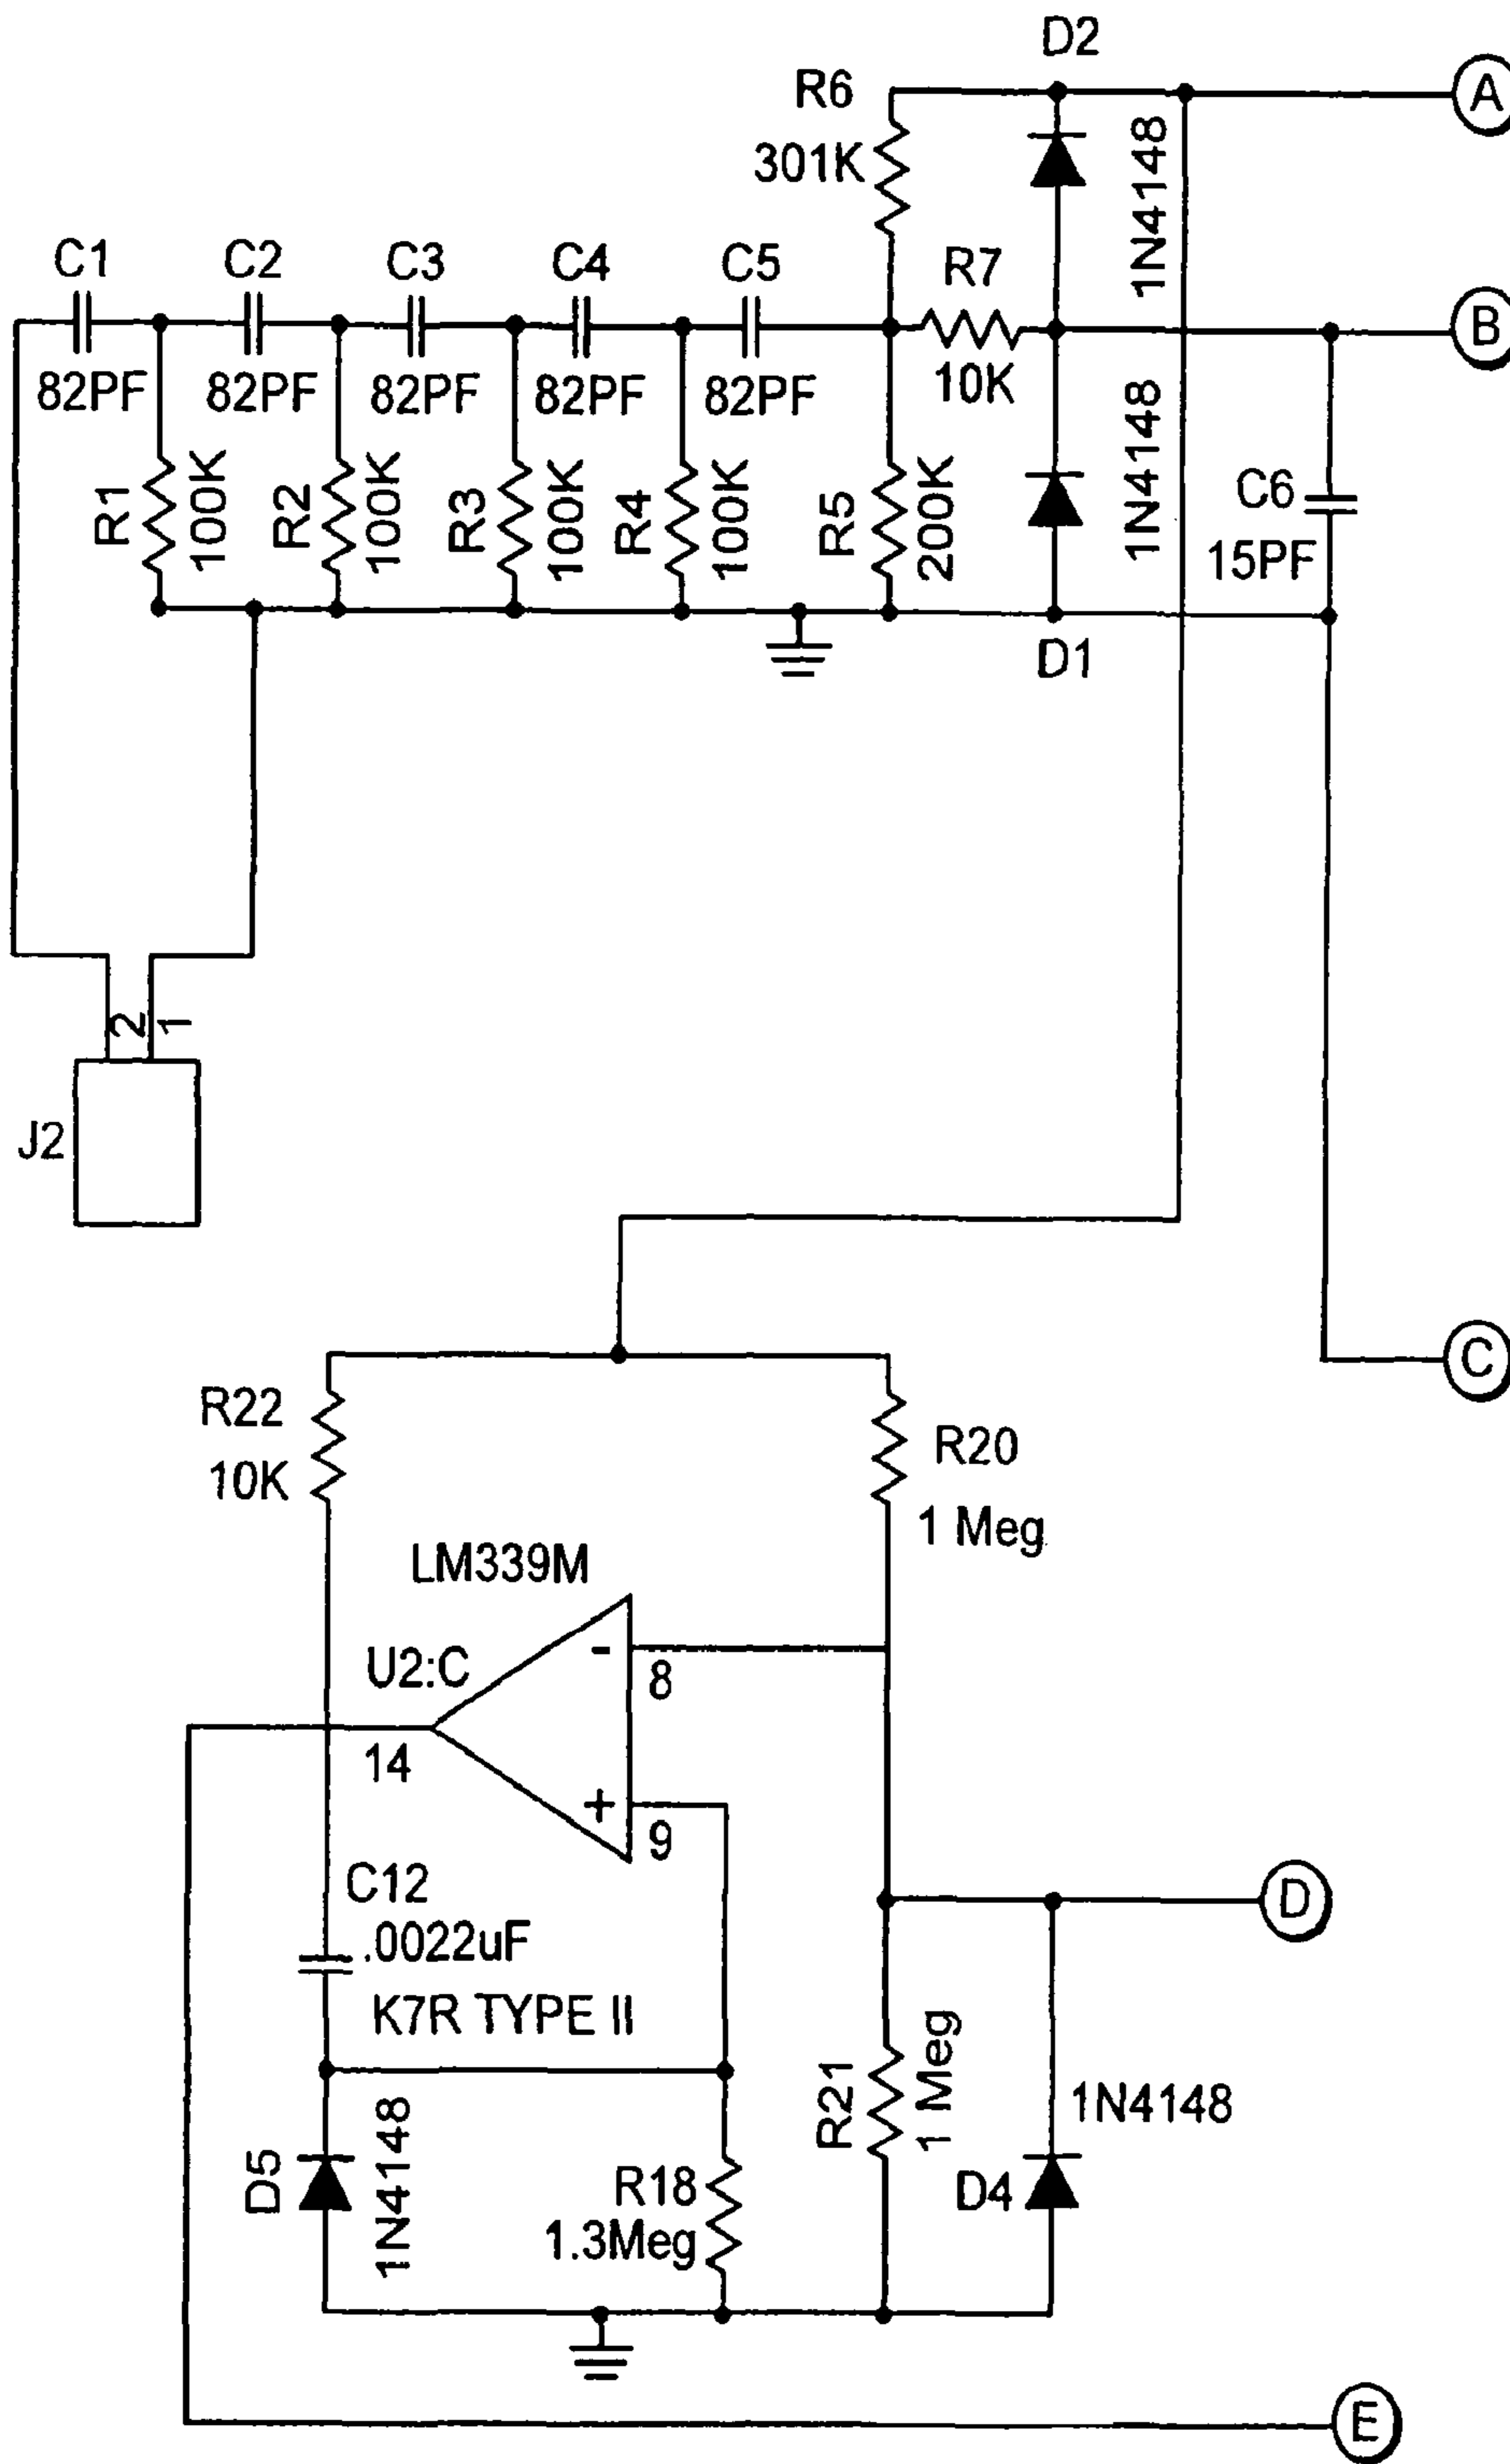 D2
R6
301K
1N4148
A
C1
C2
C3
C4
C5
R7
B
82PF
82PF
82PF
82PF
82PF
10K
R1
100K
R2
100K
R3
100K
R4
100K
R5
200K
1N4148
C6
15PF
D1
2
1
J2
C
R22
10K
R20
1 Meg
LM339M
U2:C
-
8
14
+
9
C12
.0022uF
K7R TYPE II
D
R21
1 Meg
1N4148
D5
1N4148
R18
1.3Meg
D4
E